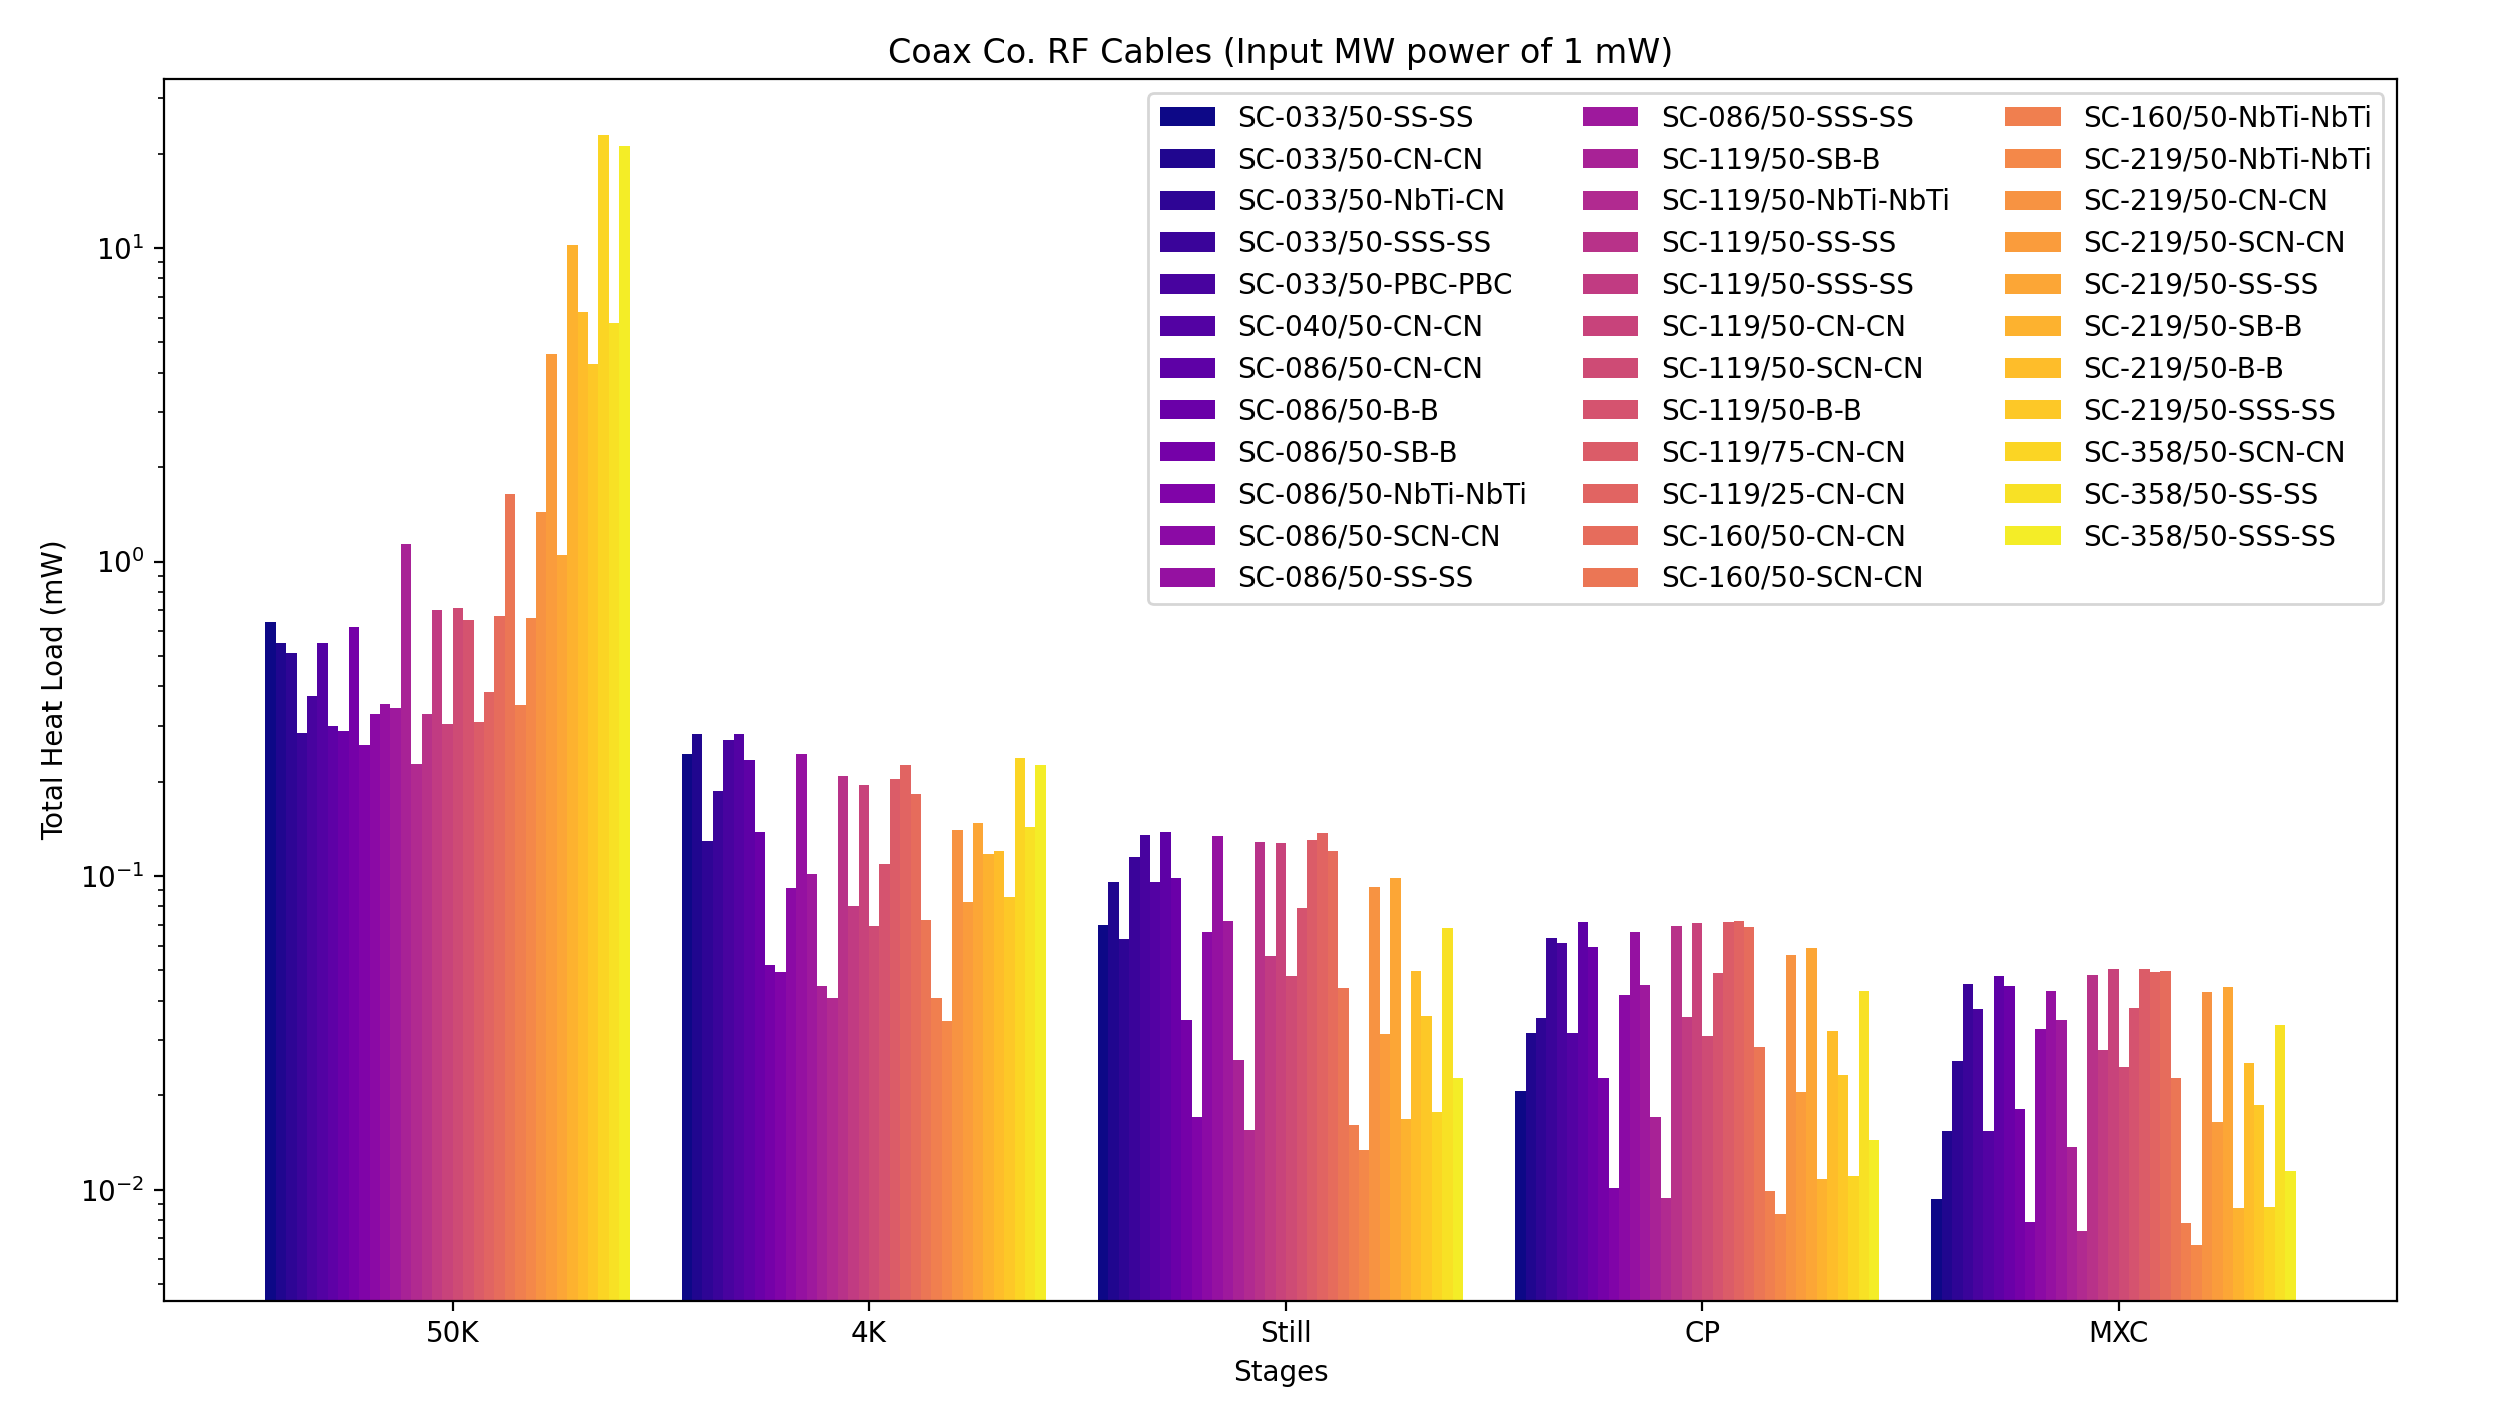 Coax Co. RF Cables (Input MW power of 1 mW)
SC-033/50-SS-SS
SC-033/50-CN-CN
SC-033/50-NbTi-CN
SC-033/50-SSS-SS
SC-033/50-PBC-PBC
SC-040/50-CN-CN
SC-086/50-CN-CN
SC-086/50-B-B
SC-086/50-SB-B
SC-086/50-NbTi-NbTi
SC-086/50-SCN-CN
SC-086/50-SS-SS
SC-086/50-SSS-SS
SC-119/50-SB-B
SC-119/50-NbTi-NbTi
SC-119/50-SS-SS
SC-119/50-SSS-SS
SC-119/50-CN-CN
SC-119/50-SCN-CN
SC-119/50-B-B
SC-119/75-CN-CN
SC-119/25-CN-CN
SC-160/50-CN-CN
SC-160/50-SCN-CN
SC-160/50-NbTi-NbTi
SC-219/50-NbTi-NbTi
SC-219/50-CN-CN
SC-219/50-SCN-CN
SC-219/50-SS-SS
SC-219/50-SB-B
SC-219/50-B-B
SC-219/50-SSS-SS
SC-358/50-SCN-CN
SC-358/50-SS-SS
SC-358/50-SSS-SS
Total Heat Load (mW)
10¹
10⁰
10⁻¹
10⁻²
50K
4K
Still
CP
MXC
Stages